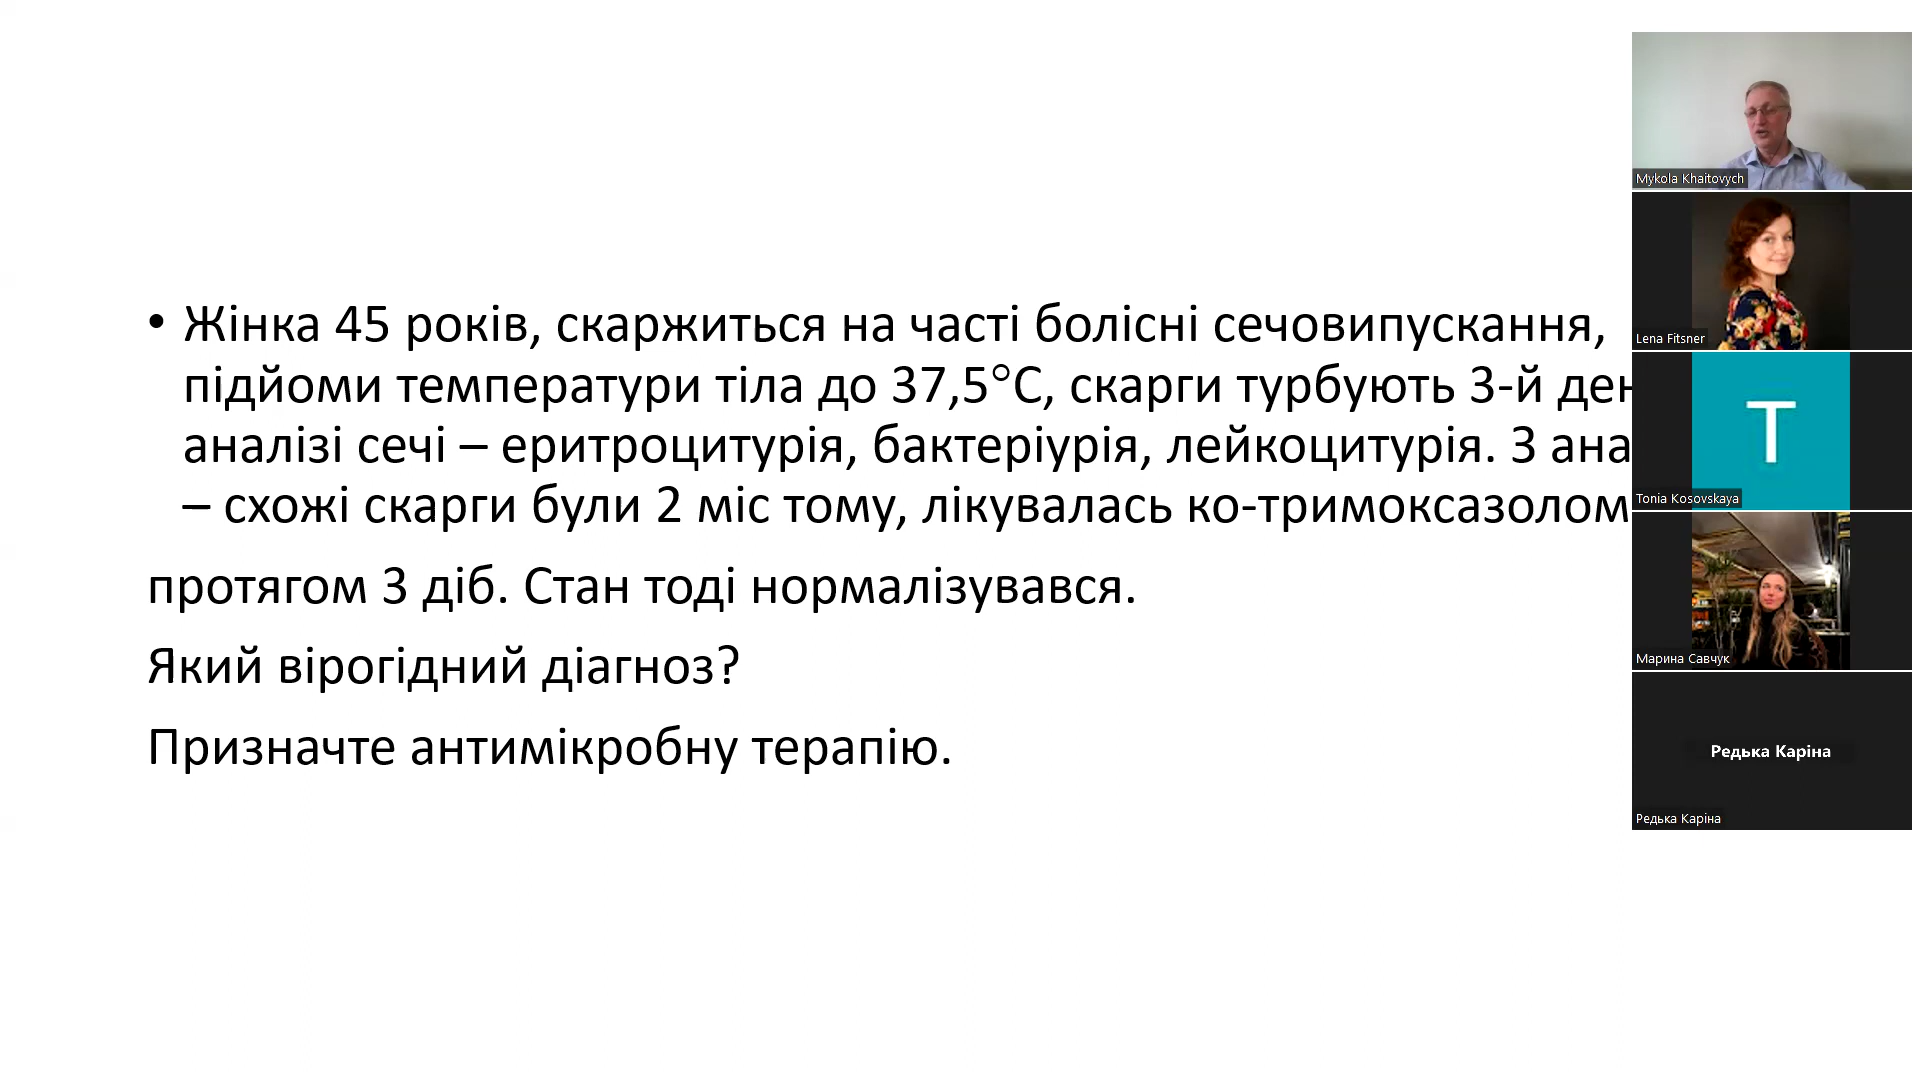 • Жінка 45 років, скаржиться на часті болісні сечовипускання,
підйоми температури тіла до 37,5°С, скарги турбують 3-й
аналізі сечі – еритроцитурія, бактеріурія, лейкоцитурія. З
– схожі скарги були 2 міс тому, лікувалась ко-тримоксазолом
протягом 3 діб. Стан тоді нормалізувався.
Який вірогідний діагноз?
Призначте антимікробну терапію.
Mykola Khaitovych
Lena Fitsner
T
Tonia Kosovskaya
Марина Савчук
Редька Каріна
Редька Каріна